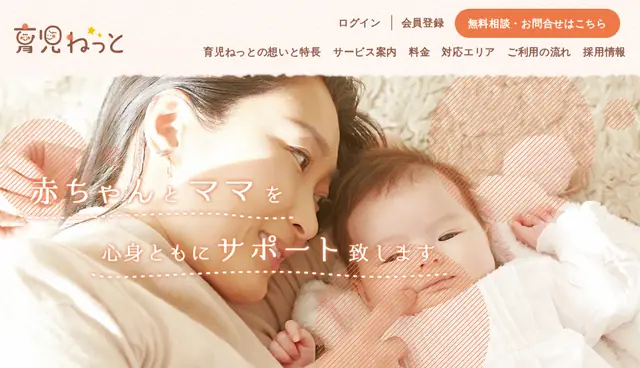 育児ねっと
ログイン
会員登録
無料相談・お問合せはこちら
育児ねっとの想いと特長 サービス案内 料金 対応エリア ご利用の流れ 採用情報
赤ちゃんとママを
心身ともにサポート致します